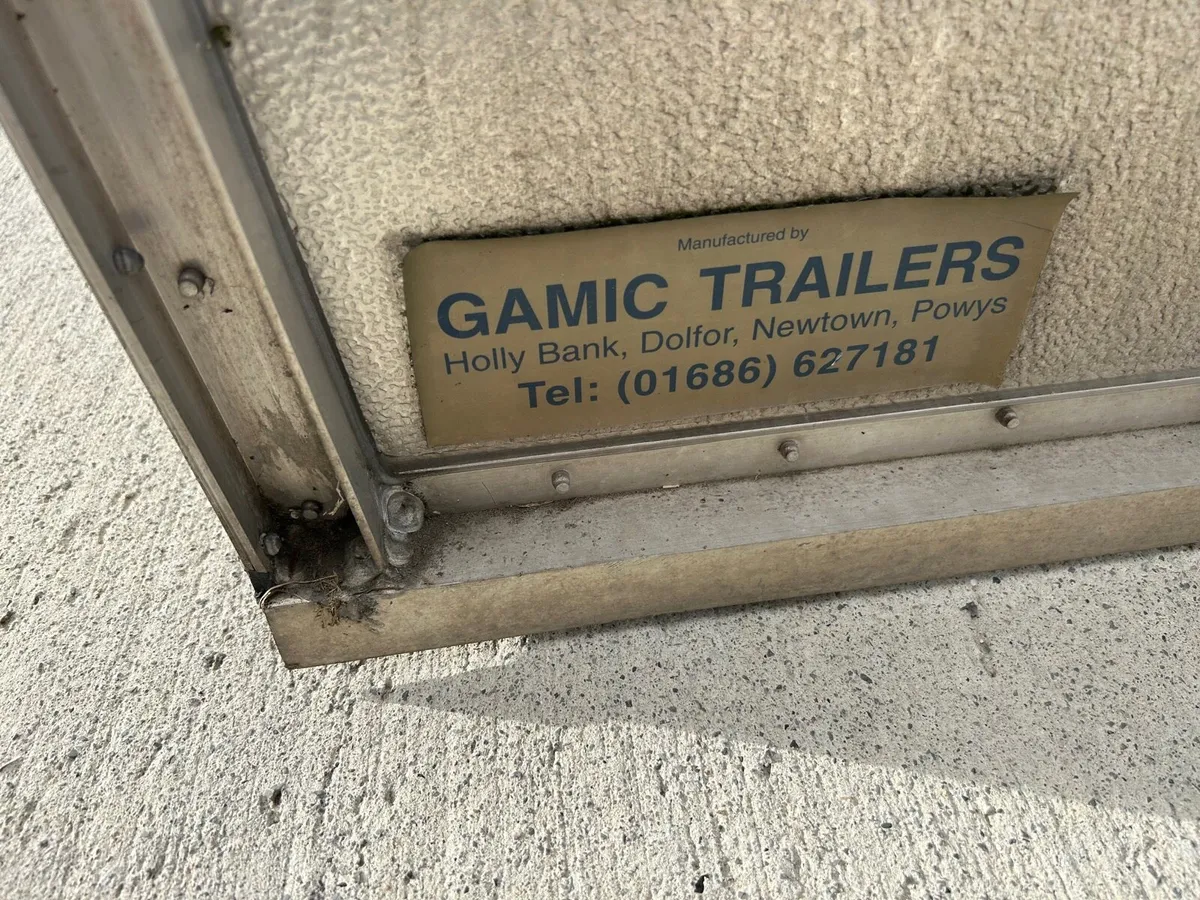 Manufactured by
GAMIC TRAILERS
Holly Bank, Dolfor, Newtown, Powys
Tel: (01686) 627181